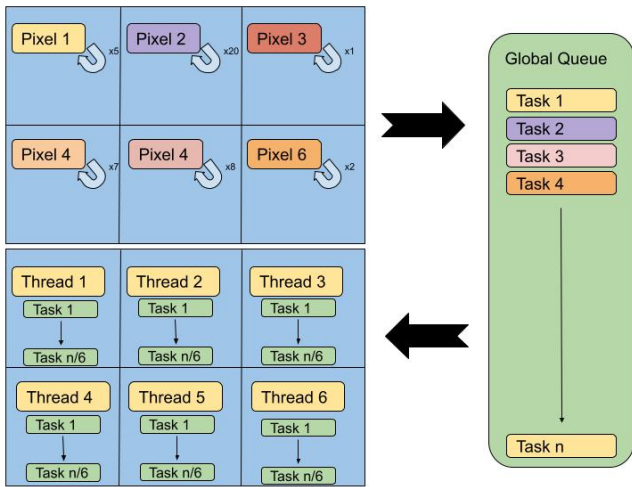 Pixel 1
x5
Pixel 2
x20
Pixel 3
x1
Pixel 4
x7
Pixel 4
x8
Pixel 6
x2
Global Queue
Task 1
Task 2
Task 3
Task 4
Task n
Thread 1
Task 1
Task n/6
Thread 2
Task 1
Task n/6
Thread 3
Task 1
Task n/6
Thread 4
Task 1
Task n/6
Thread 5
Task 1
Task n/6
Thread 6
Task 1
Task n/6